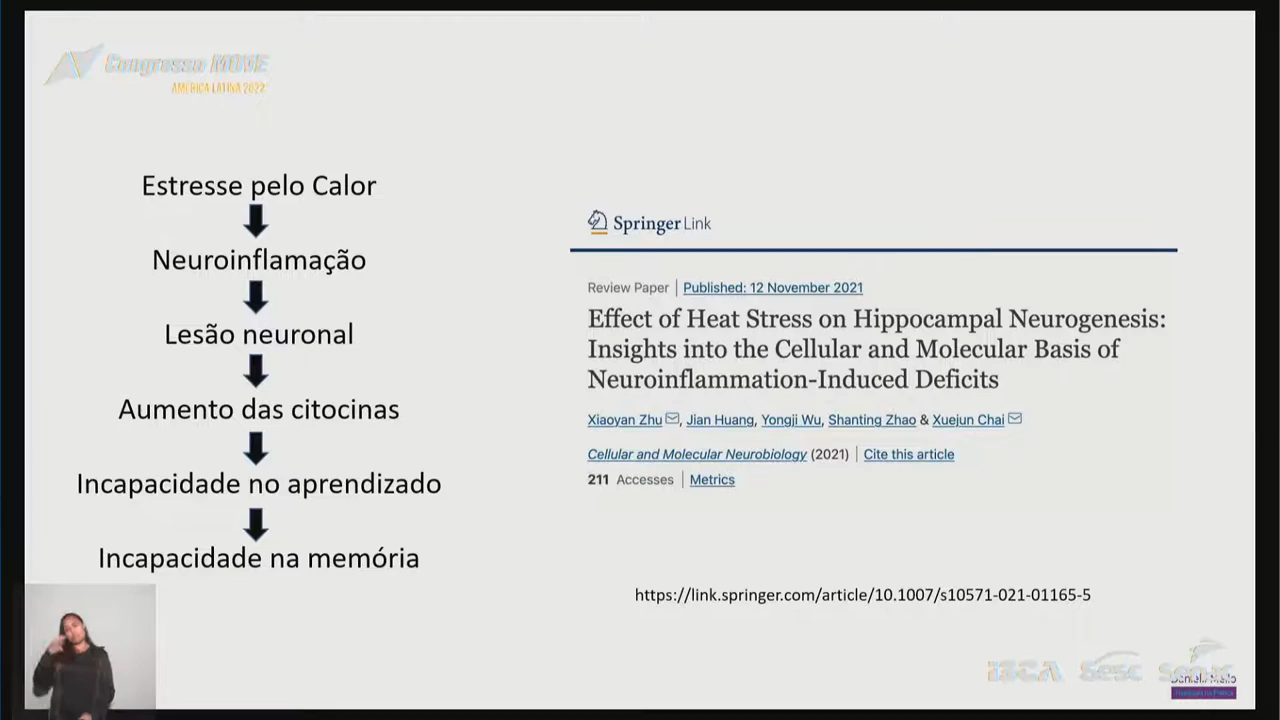 Congresso MOVE
AMÉRICA LATINA 2022
Estresse pelo Calor
Neuroinflamação
Lesão neuronal
Aumento das citocinas
Incapacidade no aprendizado
Incapacidade na memória
Springer Link
Review Paper | Published: 12 November 2021
Effect of Heat Stress on Hippocampal Neurogenesis:
Insights into the Cellular and Molecular Basis of
Neuroinflammation-Induced Deficits
Xiaoyan Zhu, Jian Huang, Yongji Wu, Shanting Zhao & Xuejun Chai
Cellular and Molecular Neurobiology (2021) | Cite this article
211 Accesses | Metrics
https://link.springer.com/article/10.1007/s10571-021-01165-5
ISCA Sesc